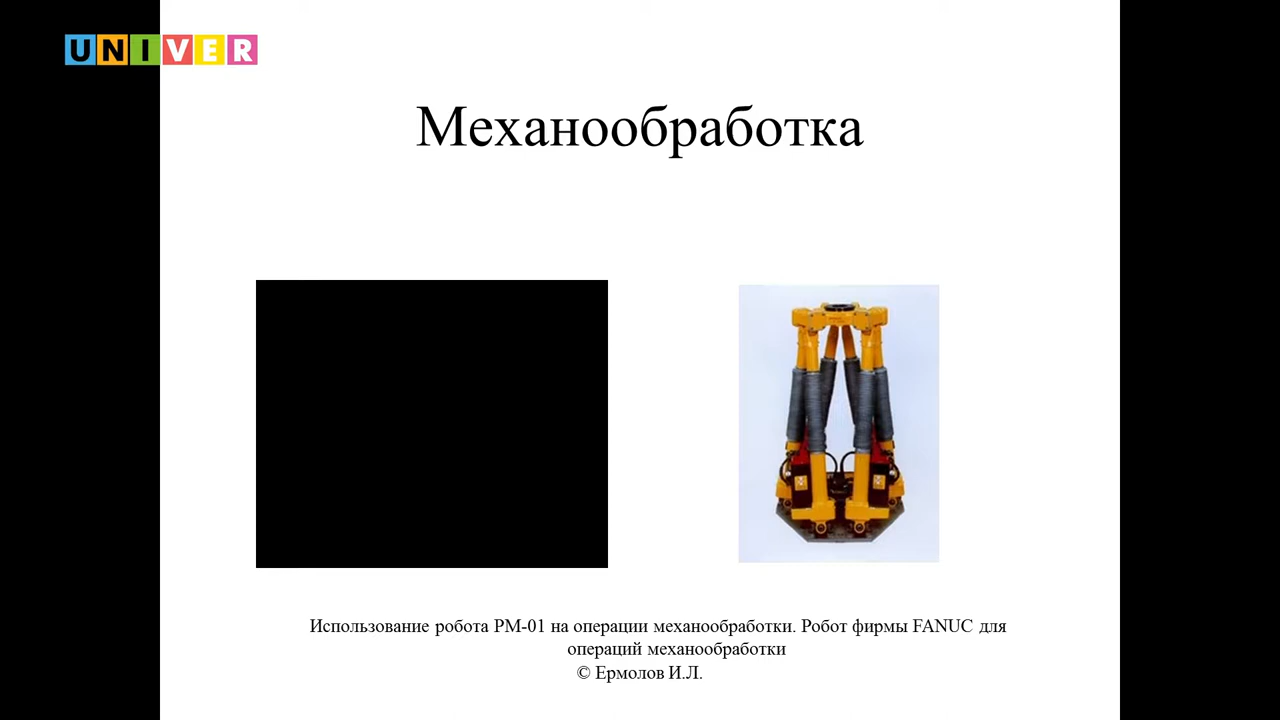 UNIVER
Механообработка
Использование робота РМ-01 на операции механообработки. Робот фирмы FANUC для
операций механообработки
© Ермолов И.Л.